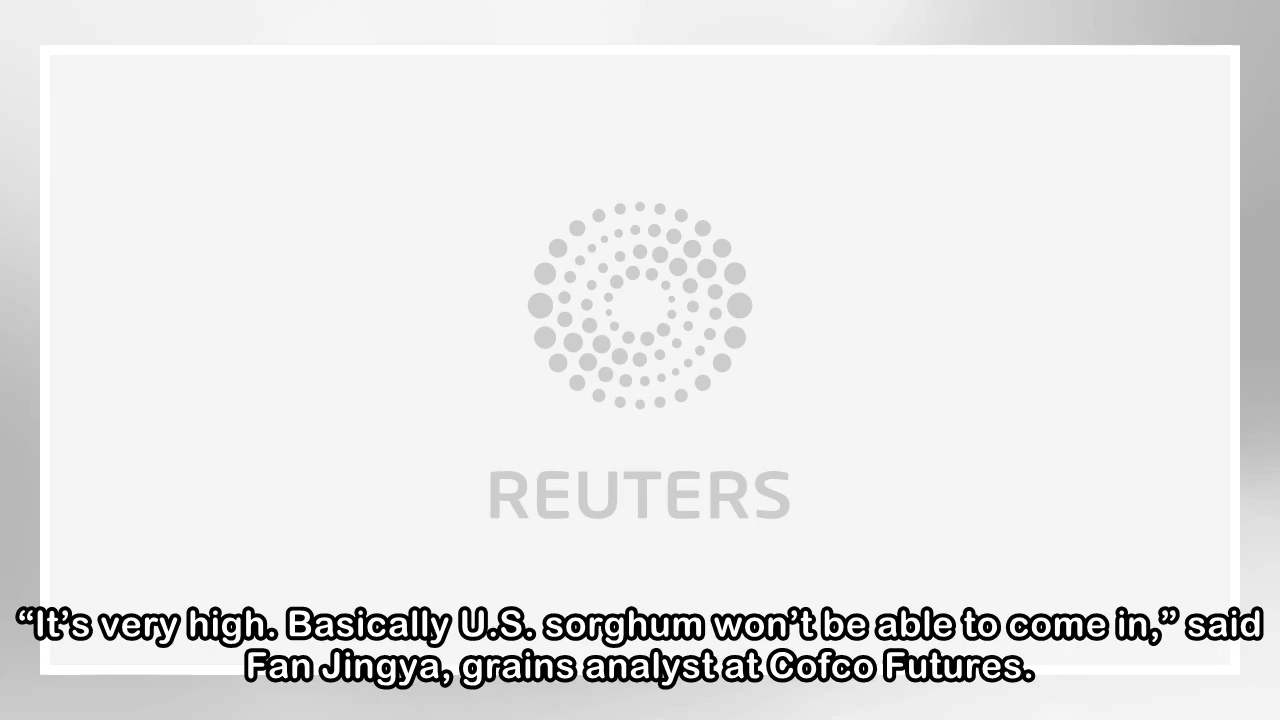 REUTERS
“It’s very high. Basically U.S. sorghum won’t be able to come in,” said
Fan Jingya, grains analyst at Cofco Futures.